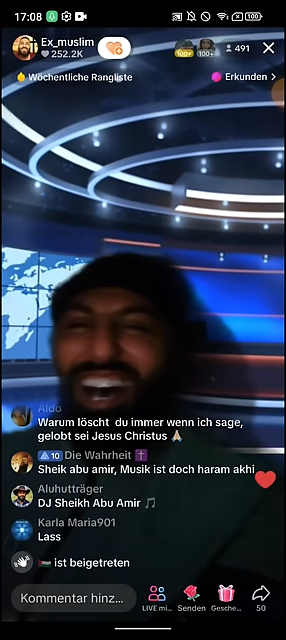 17:08
100
Ex_muslim
252.2K
100+
100+
491
Wöchentliche Rangliste
Erkunden >
Aldo
Warum löscht du immer wenn ich sage,
gelobt sei Jesus Christus 🙏🏼
10 Die Wahrheit ✝️
Sheik abu amir, Musik ist doch haram akhi
Aluhutträger
DJ Sheikh Abu Amir 🎵
Karla Maria901
Lass
🇵🇸 ist beigetreten
Kommentar hinz...
LIVE mi...
Senden
Gesche...
50